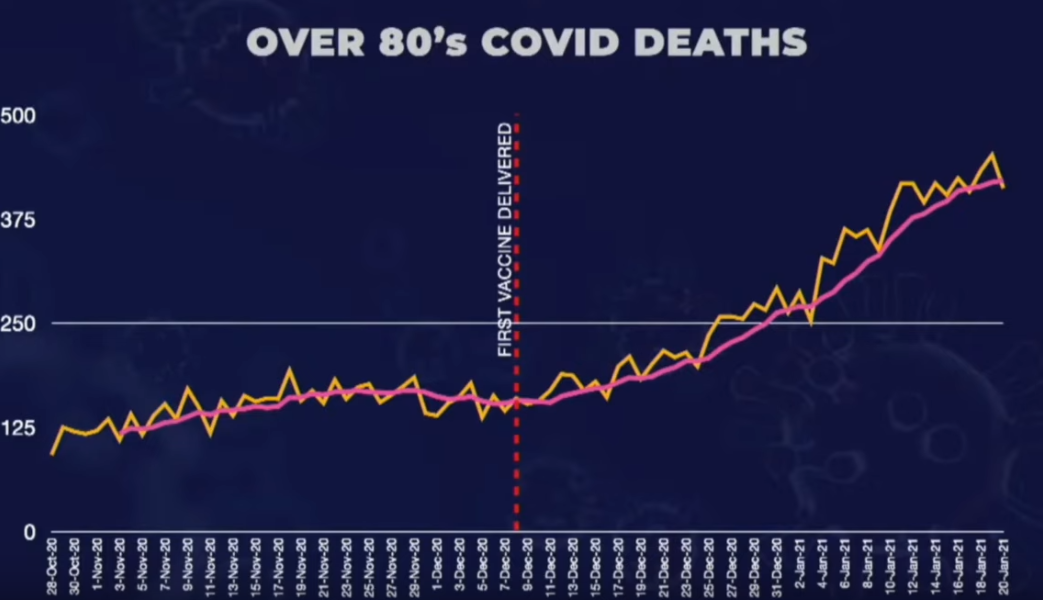 OVER 80's COVID DEATHS
500
375
250
125
0
FIRST VACCINE DELIVERED
28-Oct-20
30-Oct-20
1-Nov-20
3-Nov-20
5-Nov-20
7-Nov-20
9-Nov-20
11-Nov-20
13-Nov-20
15-Nov-20
17-Nov-20
19-Nov-20
21-Nov-20
23-Nov-20
25-Nov-20
27-Nov-20
29-Nov-20
1-Dec-20
3-Dec-20
5-Dec-20
7-Dec-20
9-Dec-20
11-Dec-20
13-Dec-20
15-Dec-20
17-Dec-20
19-Dec-20
21-Dec-20
23-Dec-20
25-Dec-20
27-Dec-20
29-Dec-20
31-Dec-20
2-Jan-21
4-Jan-21
6-Jan-21
8-Jan-21
10-Jan-21
12-Jan-21
14-Jan-21
16-Jan-21
18-Jan-21
20-Jan-21